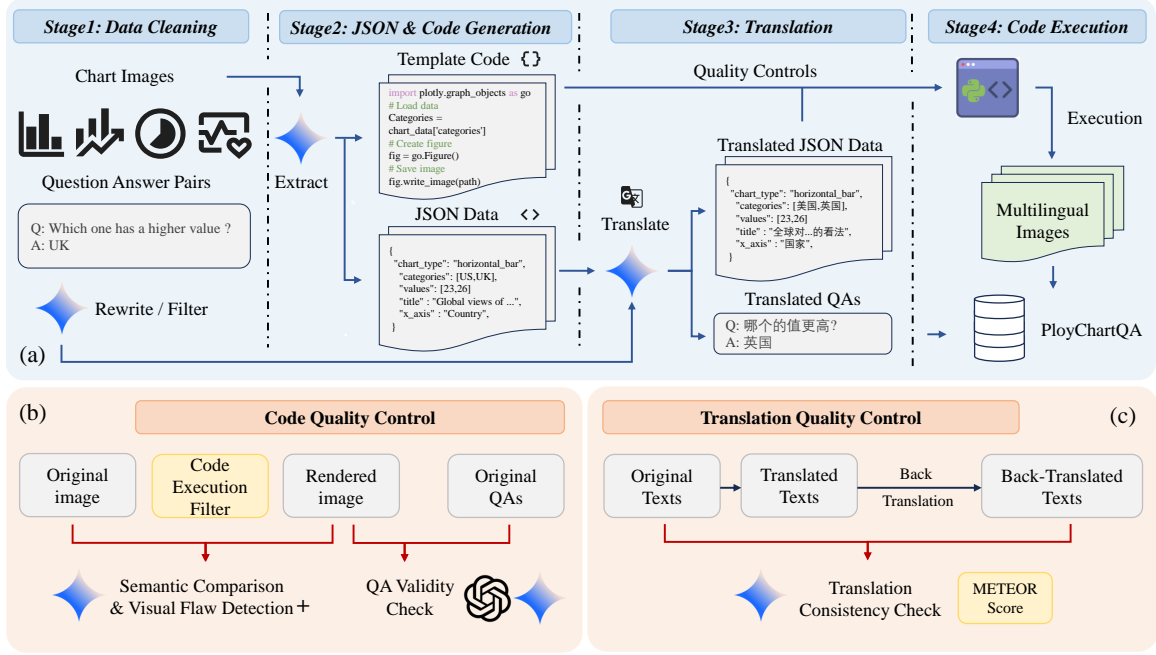 Stage1: Data Cleaning
Stage2: JSON & Code Generation
Stage3: Translation
Stage4: Code Execution
Chart Images
Question Answer Pairs
Q: Which one has a higher value ?
A: UK
Rewrite / Filter
(a)
Extract
Template Code {}
import plotly.graph_objects as go
# Load data
Categories =
chart_data['categories']
# Create figure
fig = go.Figure()
# Save image
fig.write_image(path)
JSON Data <>
{
"chart_type": "horizontal_bar",
"categories": [US,UK],
"values": [23,26]
"title" : "Global views of ...",
"x_axis" : "Country",
}
Quality Controls
Translate
Translated JSON Data
{
"chart_type": "horizontal_bar"
"categories": [美国,英国],
"values": [23,26]
"title" : "全球对...的看法",
"x_axis" : "国家",
}
Translated QAs
Q: 哪个的值更高?
A: 英国
Execution
Multilingual
Images
PloyChartQA
(b)
Code Quality Control
Original
image
Code
Execution
Filter
Rendered
image
Original
QAs
Semantic Comparison
& Visual Flaw Detection +
QA Validity
Check
Translation Quality Control
(c)
Original
Texts
Translated
Texts
Back
Translation
Back-Translated
Texts
Translation
Consistency Check
METEOR
Score